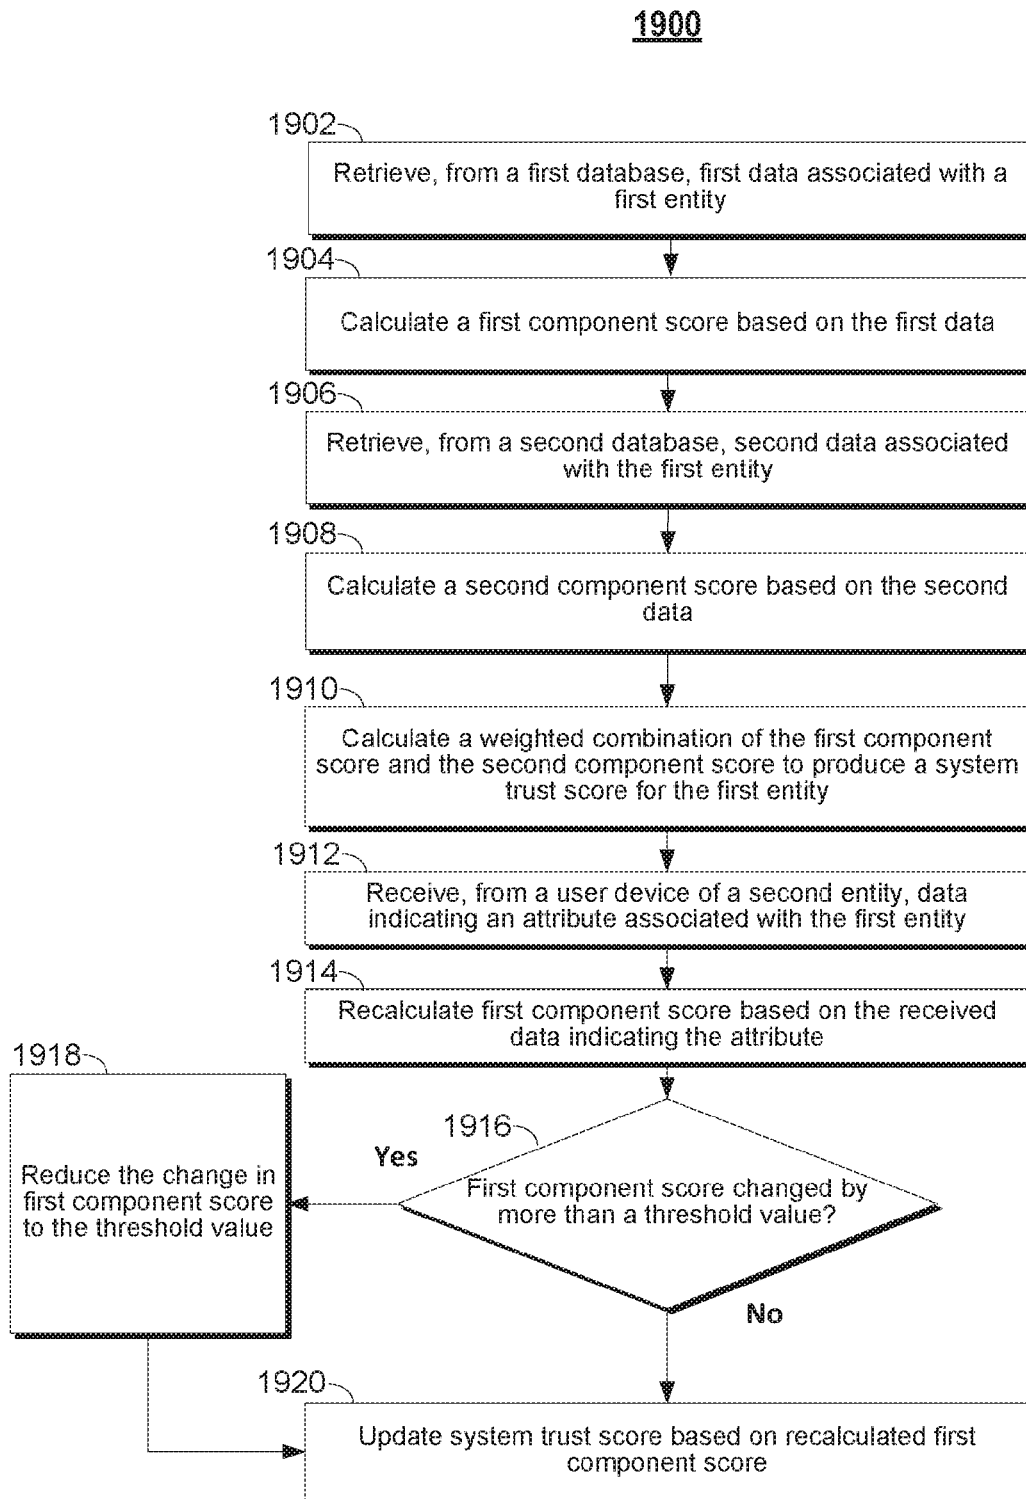 1900
1902
Retrieve, from a first database, first data associated with a
first entity
1904
Calculate a first component score based on the first data
1906
Retrieve, from a second database, second data associated
with the first entity
1908
Calculate a second component score based on the second
data
1910
Calculate a weighted combination of the first component
score and the second component score to produce a system
trust score for the first entity
1912
Receive, from a user device of a second entity, data
indicating an attribute associated with the first entity
1914
Recalculate first component score based on the received
data indicating the attribute
1916
First component score changed by
more than a threshold value?
Yes
1918
Reduce the change in
first component score
to the threshold value
No
1920
Update system trust score based on recalculated first
component score